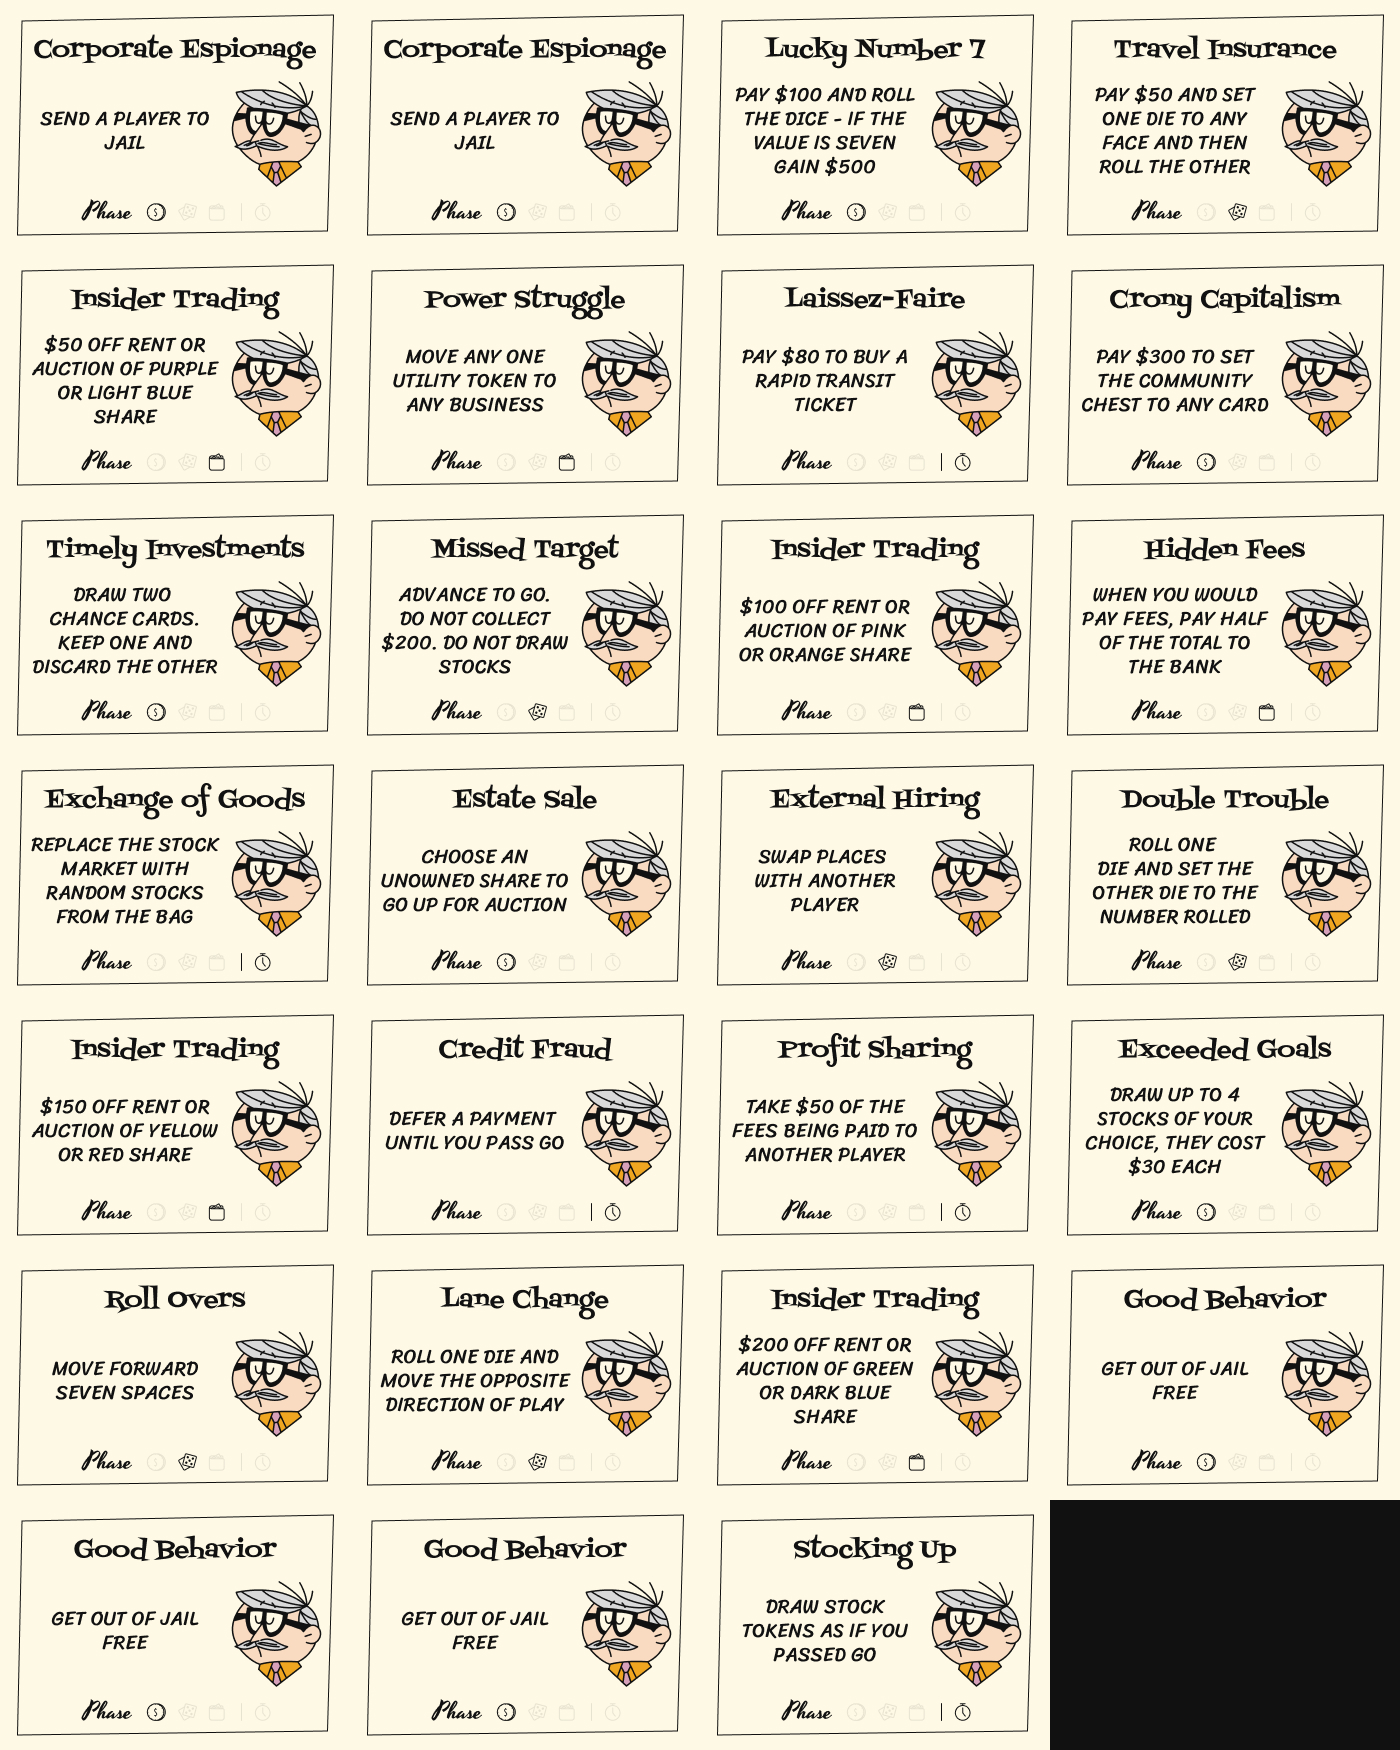 Corporate Espionage
SEND A PLAYER TO
JAIL
Phase
Corporate Espionage
SEND A PLAYER TO
JAIL
Phase
Lucky Number 7
PAY $100 AND ROLL
THE DICE - IF THE
VALUE IS SEVEN
GAIN $500
Phase
Travel Insurance
PAY $50 AND SET
ONE DIE TO ANY
FACE AND THEN
ROLL THE OTHER
Phase
Insider Trading
$50 OFF RENT OR
AUCTION OF PURPLE
OR LIGHT BLUE
SHARE
Phase
Power Struggle
MOVE ANY ONE
UTILITY TOKEN TO
ANY BUSINESS
Phase
Laissez-Faire
PAY $80 TO BUY A
RAPID TRANSIT
TICKET
Phase
Crony Capitalism
PAY $300 TO SET
THE COMMUNITY
CHEST TO ANY CARD
Phase
Timely Investments
DRAW TWO
CHANCE CARDS.
KEEP ONE AND
DISCARD THE OTHER
Phase
Missed Target
ADVANCE TO GO.
DO NOT COLLECT
$200. DO NOT DRAW
STOCKS
Phase
Insider Trading
$100 OFF RENT OR
AUCTION OF PINK
OR ORANGE SHARE
Phase
Hidden Fees
WHEN YOU WOULD
PAY FEES, PAY HALF
OF THE TOTAL TO
THE BANK
Phase
Exchange of Goods
REPLACE THE STOCK
MARKET WITH
RANDOM STOCKS
FROM THE BAG
Phase
Estate Sale
CHOOSE AN
UNOWNED SHARE TO
GO UP FOR AUCTION
Phase
External Hiring
SWAP PLACES
WITH ANOTHER
PLAYER
Phase
Double Trouble
ROLL ONE
DIE AND SET THE
OTHER DIE TO THE
NUMBER ROLLED
Phase
Insider Trading
$150 OFF RENT OR
AUCTION OF YELLOW
OR RED SHARE
Phase
Credit Fraud
DEFER A PAYMENT
UNTIL YOU PASS GO
Phase
Profit Sharing
TAKE $50 OF THE
FEES BEING PAID TO
ANOTHER PLAYER
Phase
Exceeded Goals
DRAW UP TO 4
STOCKS OF YOUR
CHOICE, THEY COST
$30 EACH
Phase
Roll Overs
MOVE FORWARD
SEVEN SPACES
Phase
Lane Change
ROLL ONE DIE AND
MOVE THE OPPOSITE
DIRECTION OF PLAY
Phase
Insider Trading
$200 OFF RENT OR
AUCTION OF GREEN
OR DARK BLUE
SHARE
Phase
Good Behavior
GET OUT OF JAIL
FREE
Phase
Good Behavior
GET OUT OF JAIL
FREE
Phase
Good Behavior
GET OUT OF JAIL
FREE
Phase
Stocking Up
DRAW STOCK
TOKENS AS IF YOU
PASSED GO
Phase